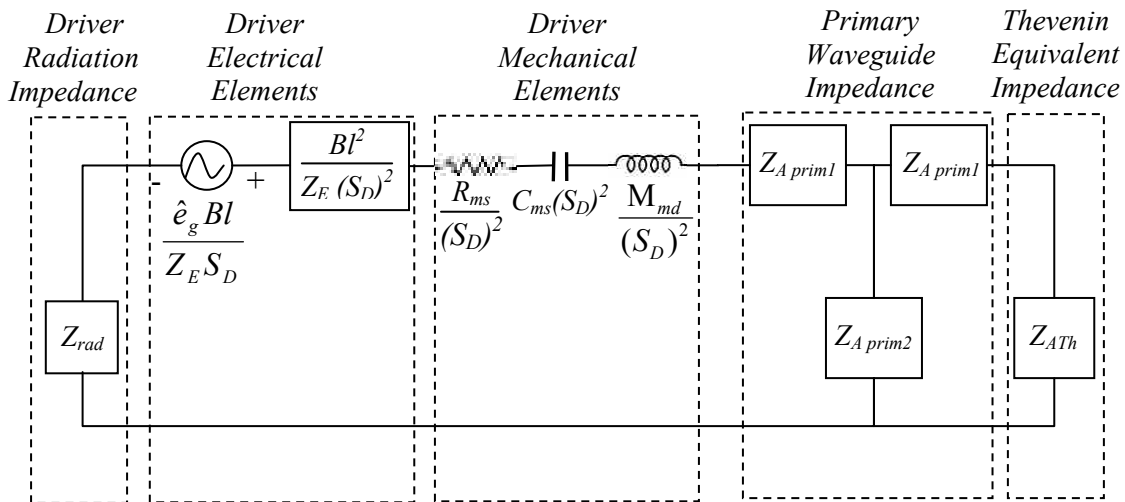 Driver
Radiation
Impedance
Driver
Electrical
Elements
Driver
Mechanical
Elements
Primary
Waveguide
Impedance
Thevenin
Equivalent
Impedance
- +
ê_g Bl
Z_E S_D
Bl^2
Z_E (S_D)^2
R_ms
(S_D)^2
C_ms(S_D)^2
M_md
(S_D)^2
Z_A prim1
Z_A prim1
Z_rad
Z_A prim2
Z_ATh